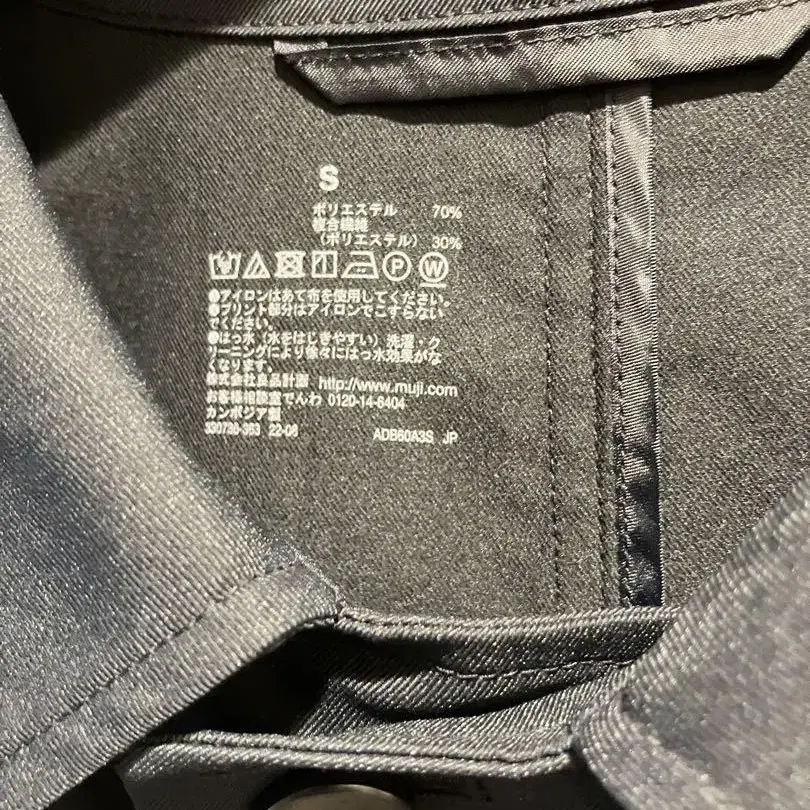 S
ポリエステル 70%
複合繊維
(ポリエステル) 30%
P W
●アイロンはあて布を使用してください。
●プリント部分はアイロンでこすらない
でください。
●はっ水(水をはじきやすい)洗濯・ク
リーニングにより徐々にはっ水効果がな
くなります。
株式会社良品計画 http://www.muji.com
お客様相談室でんわ 0120-14-6404
カンボジア製
330736-363 22-06 ADB60A3S JP